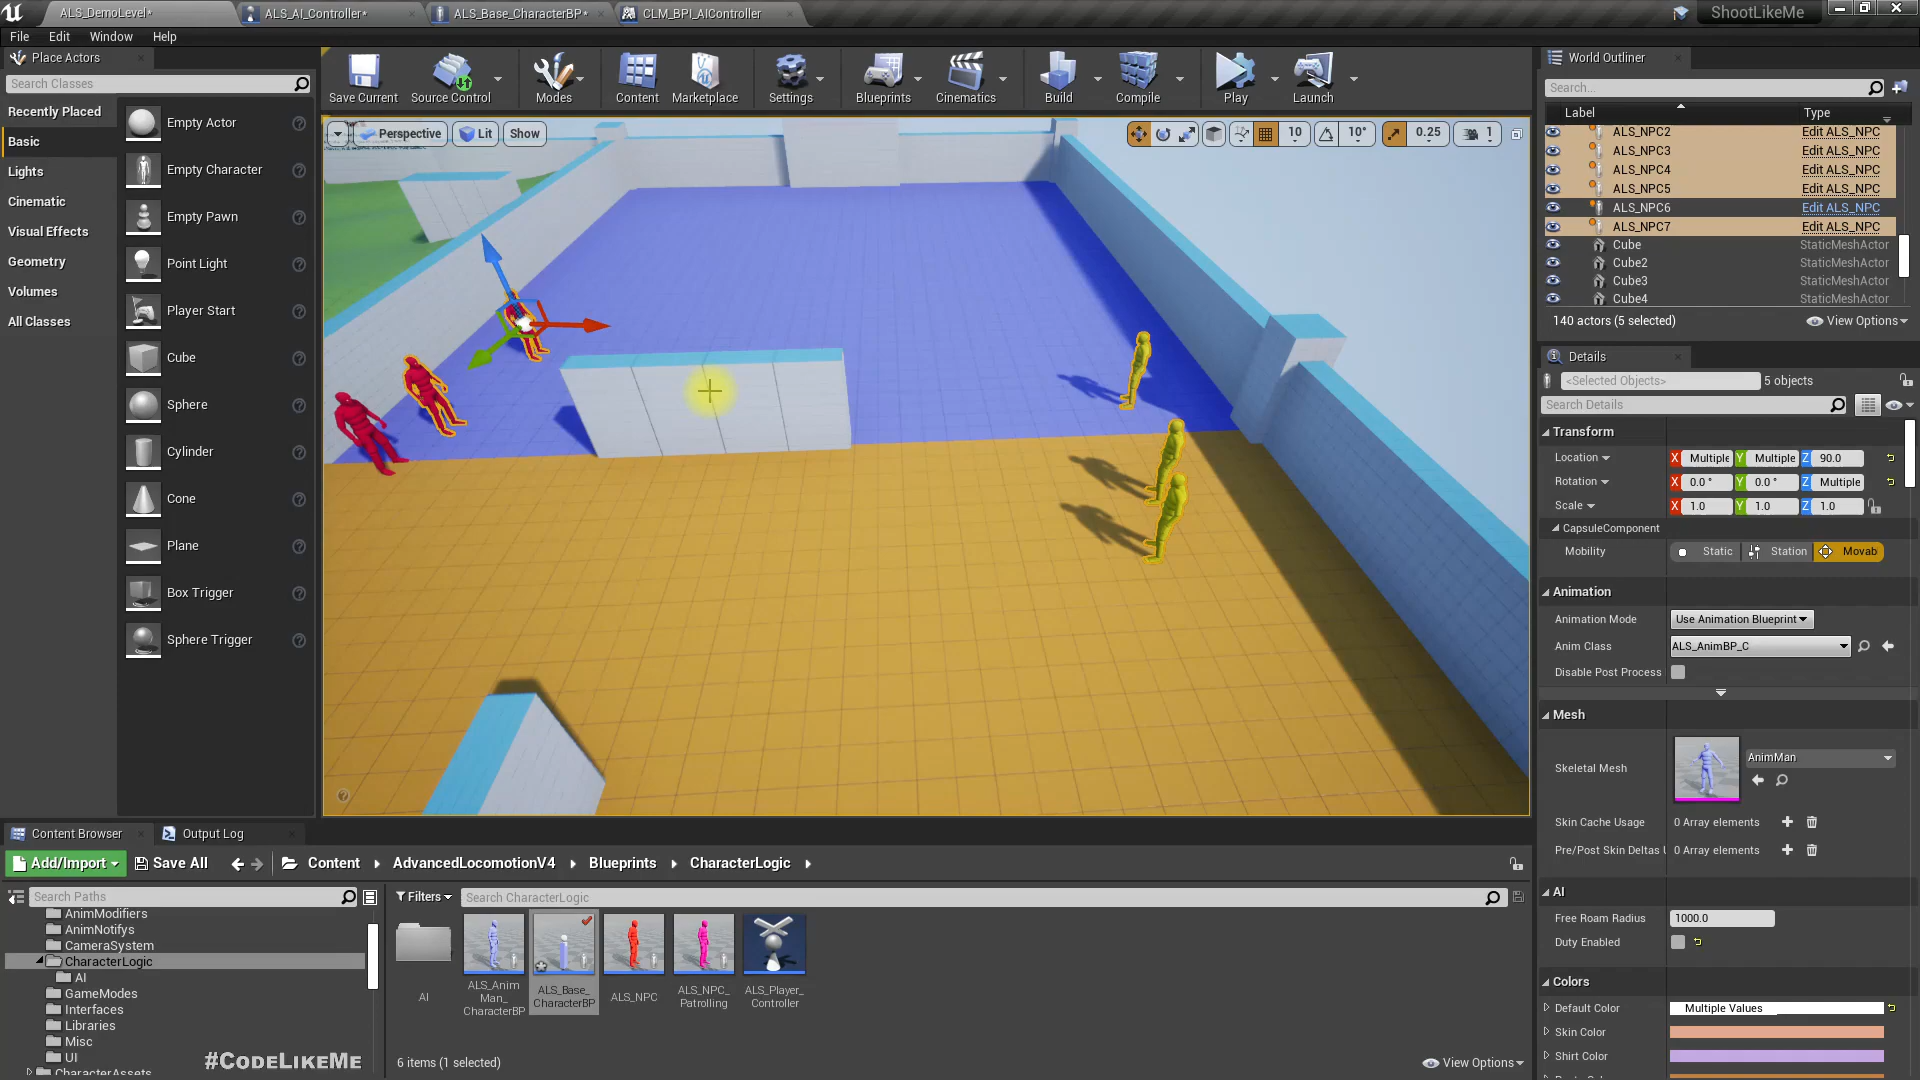 ALS_DemoLevel*
ALS_AI_Controller*
ALS_Base_CharacterBP*
CLM_BPI_AIController
ShootLikeMe
File
Edit
Window
Help
Place Actors
Search Classes
Recently Placed
Basic
Lights
Cinematic
Visual Effects
Geometry
Volumes
All Classes
Empty Actor
Empty Character
Empty Pawn
Point Light
Player Start
Cube
Sphere
Cylinder
Cone
Plane
Box Trigger
Sphere Trigger
Save Current
Source Control
Modes
Content
Marketplace
Settings
Blueprints
Cinematics
Build
Compile
Play
Launch
Perspective
Lit
Show
10
10°
0.25
1
World Outliner
Search...
Label
Type
ALS_NPC2 Edit ALS_NPC
ALS_NPC3 Edit ALS_NPC
ALS_NPC4 Edit ALS_NPC
ALS_NPC5 Edit ALS_NPC
ALS_NPC6 Edit ALS_NPC
ALS_NPC7 Edit ALS_NPC
Cube StaticMeshActor
Cube2 StaticMeshActor
Cube3 StaticMeshActor
Cube4 StaticMeshActor
140 actors (5 selected)
View Options
Details
<Selected Objects>
5 objects
Search Details
Transform
Location X Multiple Y Multiple Z 90.0
Rotation X 0.0 ° Y 0.0 ° Z Multiple
Scale X 1.0 Y 1.0 Z 1.0
CapsuleComponent
Mobility Static Station Movab
Animation
Animation Mode Use Animation Blueprint
Anim Class ALS_AnimBP_C
Disable Post Process
Mesh
Skeletal Mesh AnimMan
Skin Cache Usage 0 Array elements
Pre/Post Skin Deltas U 0 Array elements
AI
Free Roam Radius 1000.0
Duty Enabled
Colors
Default Color Multiple Values
Skin Color
Shirt Color
Content Browser
Output Log
Add/Import
Save All
Content
AdvancedLocomotionV4
Blueprints
CharacterLogic
Search Paths
Filters
Search CharacterLogic
AnimModifiers
AnimNotifys
CameraSystem
CharacterLogic
AI
GameModes
Interfaces
Libraries
Misc
UI
CharacterAssets
AI
ALS_Anim
Man_
CharacterBP
ALS_Base_
CharacterBP
ALS_NPC
ALS_NPC_
Patrolling
ALS_Player_
Controller
#CodeLikeMe
6 items (1 selected)
View Options